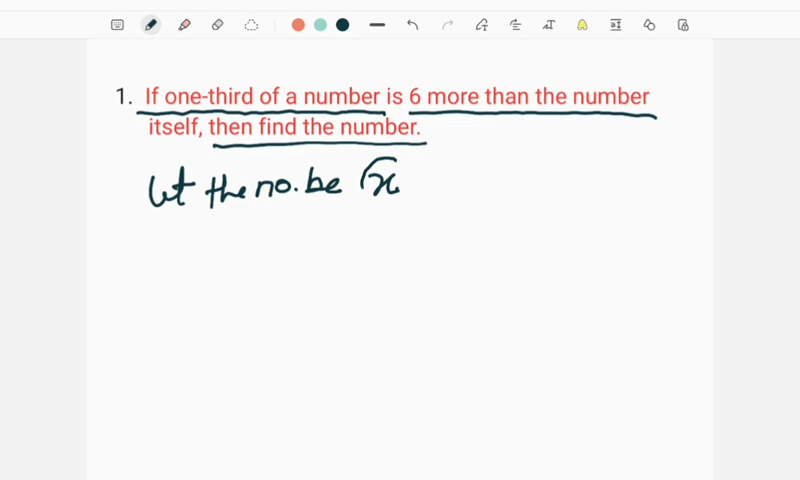 1. If one-third of a number is 6 more than the number
itself, then find the number.
let the no. be x